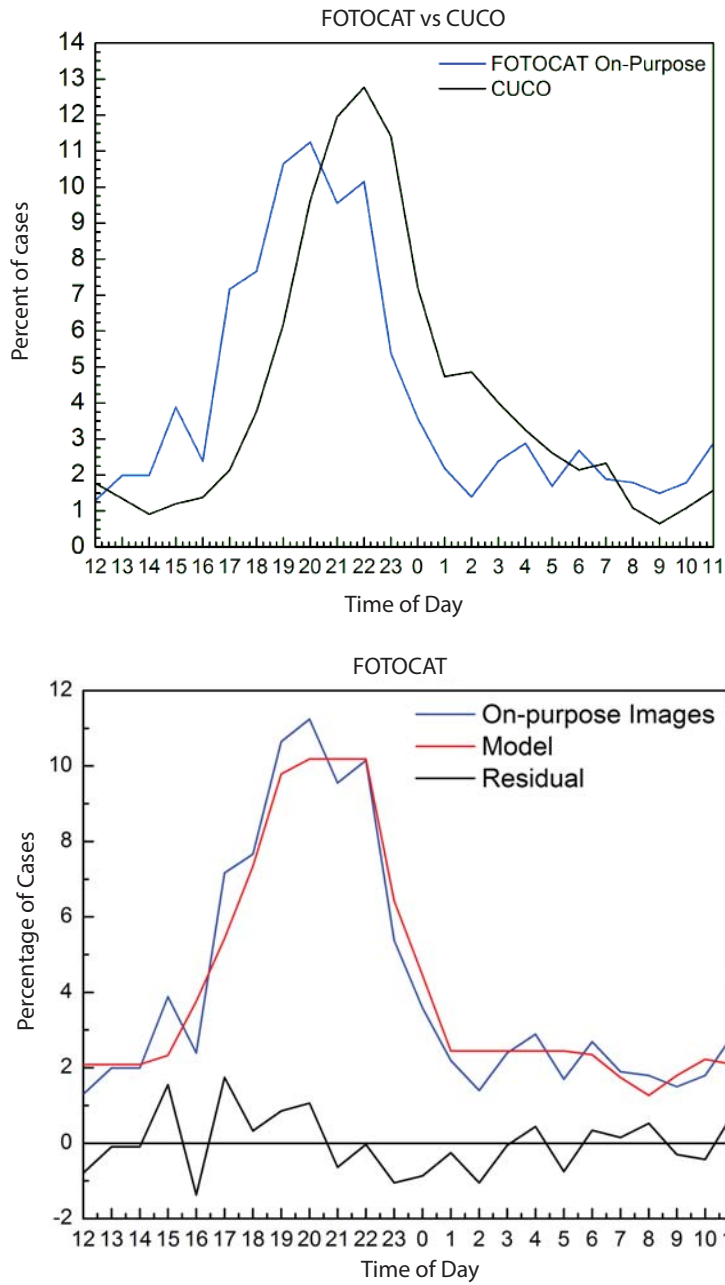 FOTOCAT vs CUCO
14
13
12
11
10
9
8
7
6
5
4
3
2
1
0
Percent of cases
FOTOCAT On-Purpose
CUCO
12 13 14 15 16 17 18 19 20 21 22 23 0 1 2 3 4 5 6 7 8 9 10 11
Time of Day
FOTOCAT
12
10
8
6
4
2
0
-2
Percentage of Cases
On-purpose Images
Model
Residual
12 13 14 15 16 17 18 19 20 21 22 23 0 1 2 3 4 5 6 7 8 9 10 1
Time of Day